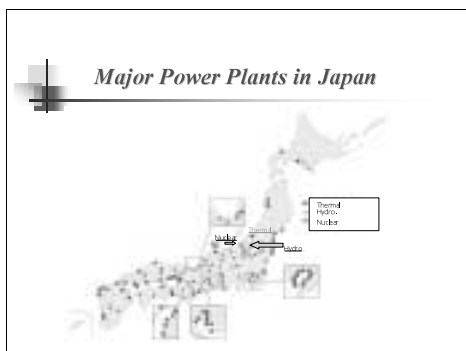 Major Power Plants in Japan
Thermal
Hydro.
Nuclear
Thermal
Nuclear
Hydro